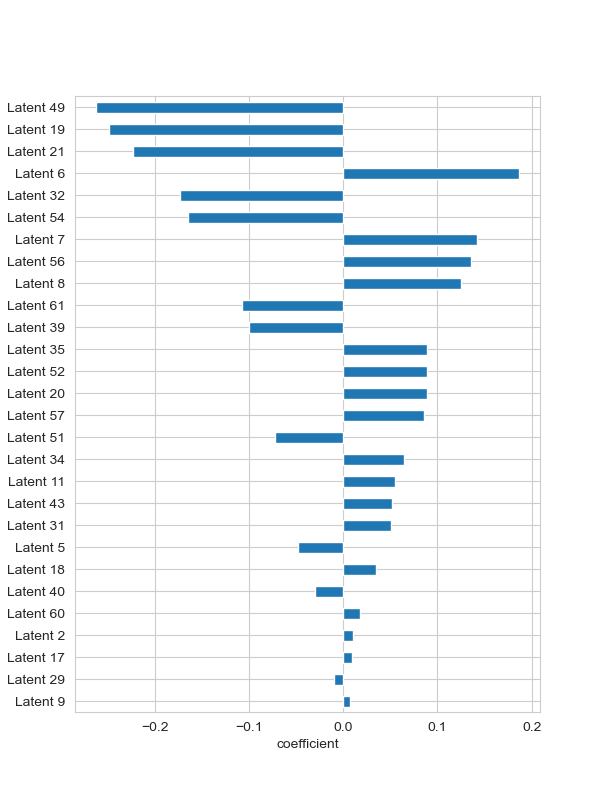 Latent 49
Latent 19
Latent 21
Latent 6
Latent 32
Latent 54
Latent 7
Latent 56
Latent 8
Latent 61
Latent 39
Latent 35
Latent 52
Latent 20
Latent 57
Latent 51
Latent 34
Latent 11
Latent 43
Latent 31
Latent 5
Latent 18
Latent 40
Latent 60
Latent 2
Latent 17
Latent 29
Latent 9
−0.2 −0.1 0.0 0.1 0.2
coefficient